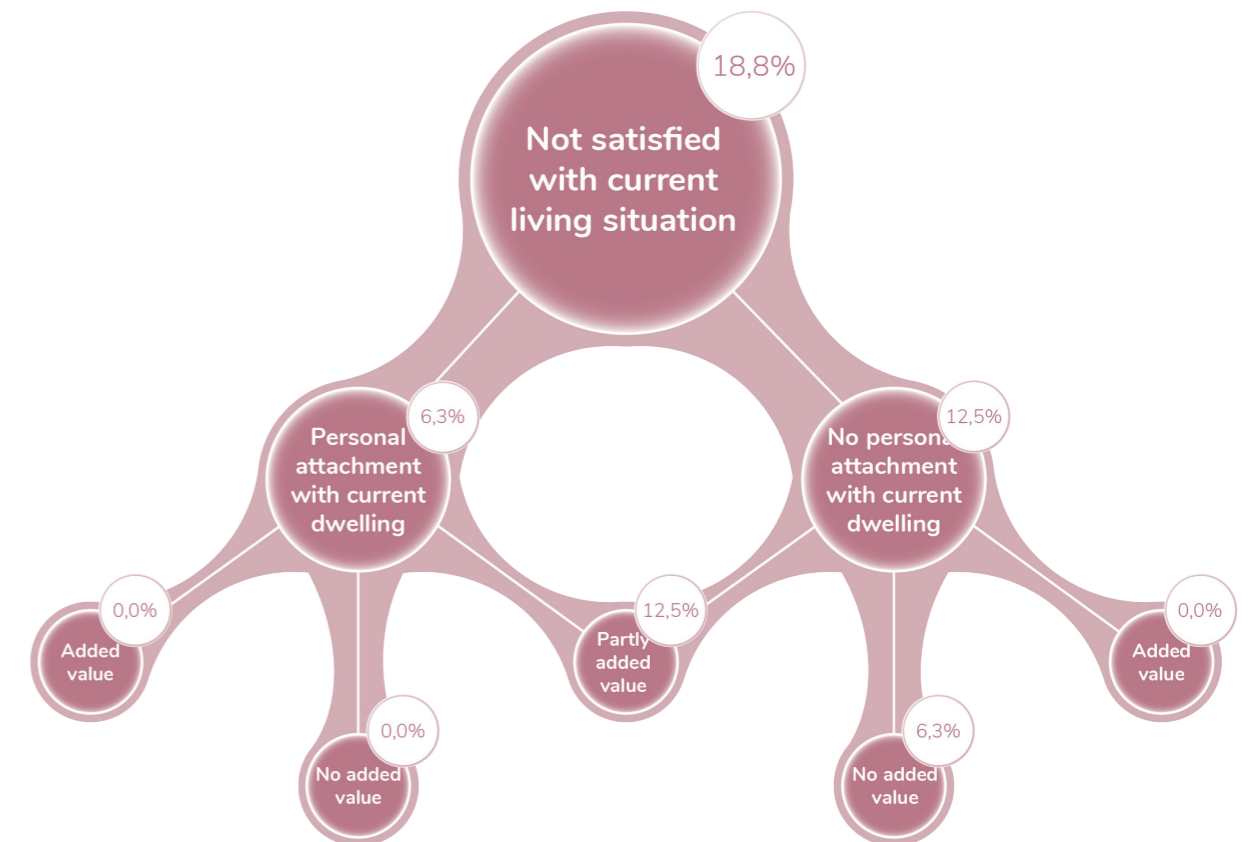 18,8%
Not satisfied
with current
living situation
6,3%
Personal
attachment
with current
dwelling
12,5%
No persona
attachment
with current
dwelling
0,0%
Added
value
0,0%
No added
value
12,5%
Partly
added
value
6,3%
No added
value
0,0%
Added
value